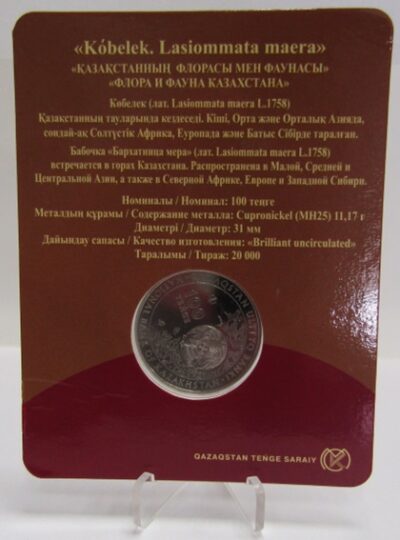 «Kóbelek. Lasiommata maera»
«ҚАЗАҚСТАННЫҢ ФЛОРАСЫ МЕН ФАУНАСЫ»
«ФЛОРА И ФАУНА КАЗАХСТАНА»
Көбелек (лат. Lasiommata maera L.1758)
Қазақстанның тауларында кездеседі. Кіші, Орта және Орталық Азияда,
сондай-ақ Солтүстік Африка, Еуропада және Батыс Сібірде таралған.
Бабочка «Бархатница мера» (лат. Lasiommata maera L.1758)
встречается в горах Казахстана. Распространена в Малой, Средней и
Центральной Азии, а также в Северной Африке, Европе и Западной Сибири.
Номиналы / Номинал: 100 теңге
Металдың құрамы / Содержание металла: Cupronickel (МН25) 11,17 г
Диаметрі / Диаметр: 31 мм
Дайындау сапасы / Качество изготовления: «Brilliant uncirculated»
Таралымы / Тираж: 20 000
100
QAZAQSTAN TENGE SARAIY